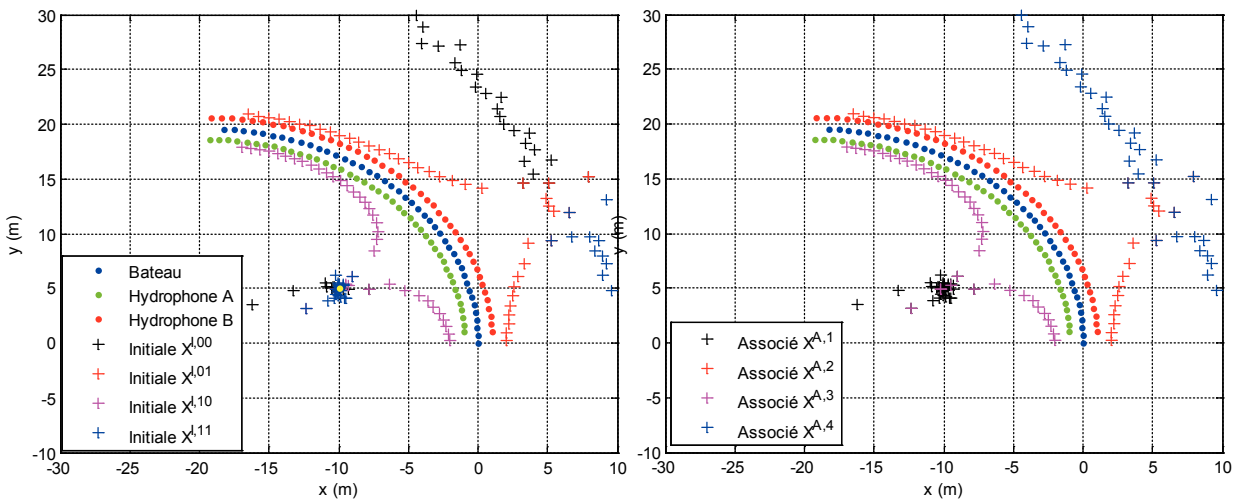 30
25
20
15
10
5
0
-5
-10
y (m)
-30
-25
-20
-15
-10
-5
0
5
10
x (m)
Bateau
Hydrophone A
Hydrophone B
Initiale X^I,00
Initiale X^I,01
Initiale X^I,10
Initiale X^I,11
30
25
20
15
10
5
0
-5
-10
y (m)
-30
-25
-20
-15
-10
-5
0
5
10
x (m)
Associé X^A,1
Associé X^A,2
Associé X^A,3
Associé X^A,4